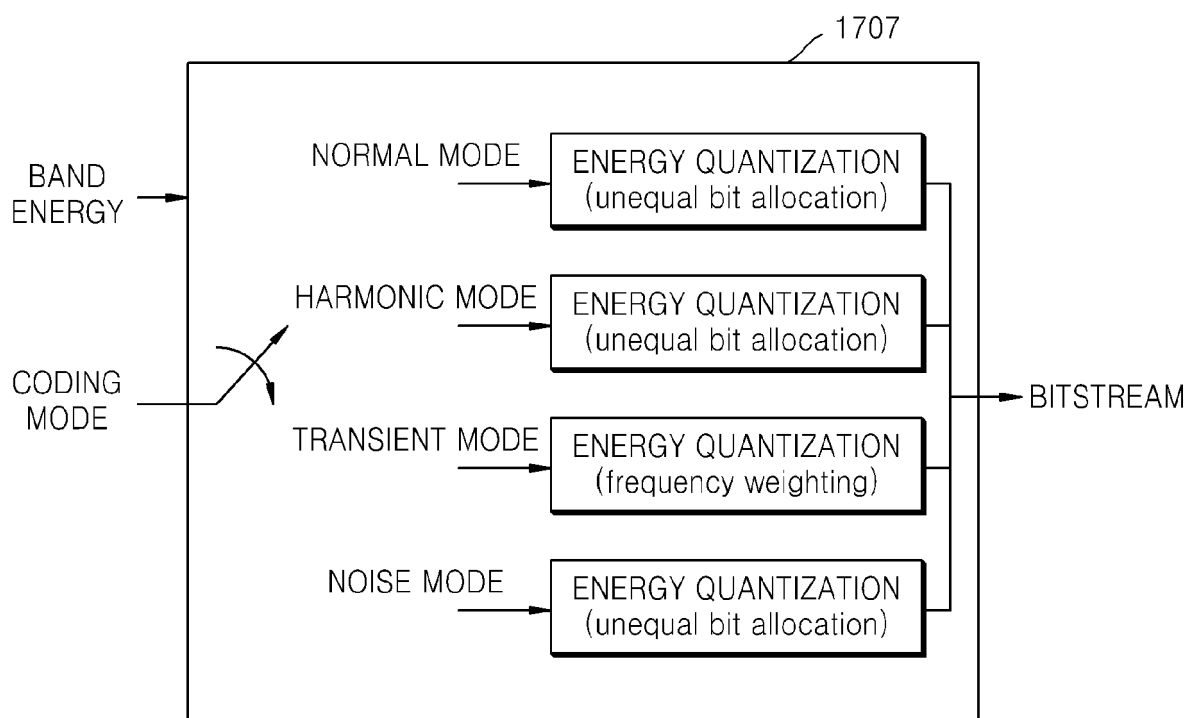 1707
BAND
ENERGY
NORMAL MODE
ENERGY QUANTIZATION
(unequal bit allocation)
HARMONIC MODE
ENERGY QUANTIZATION
(unequal bit allocation)
CODING
MODE
BITSTREAM
TRANSIENT MODE
ENERGY QUANTIZATION
(frequency weighting)
NOISE MODE
ENERGY QUANTIZATION
(unequal bit allocation)